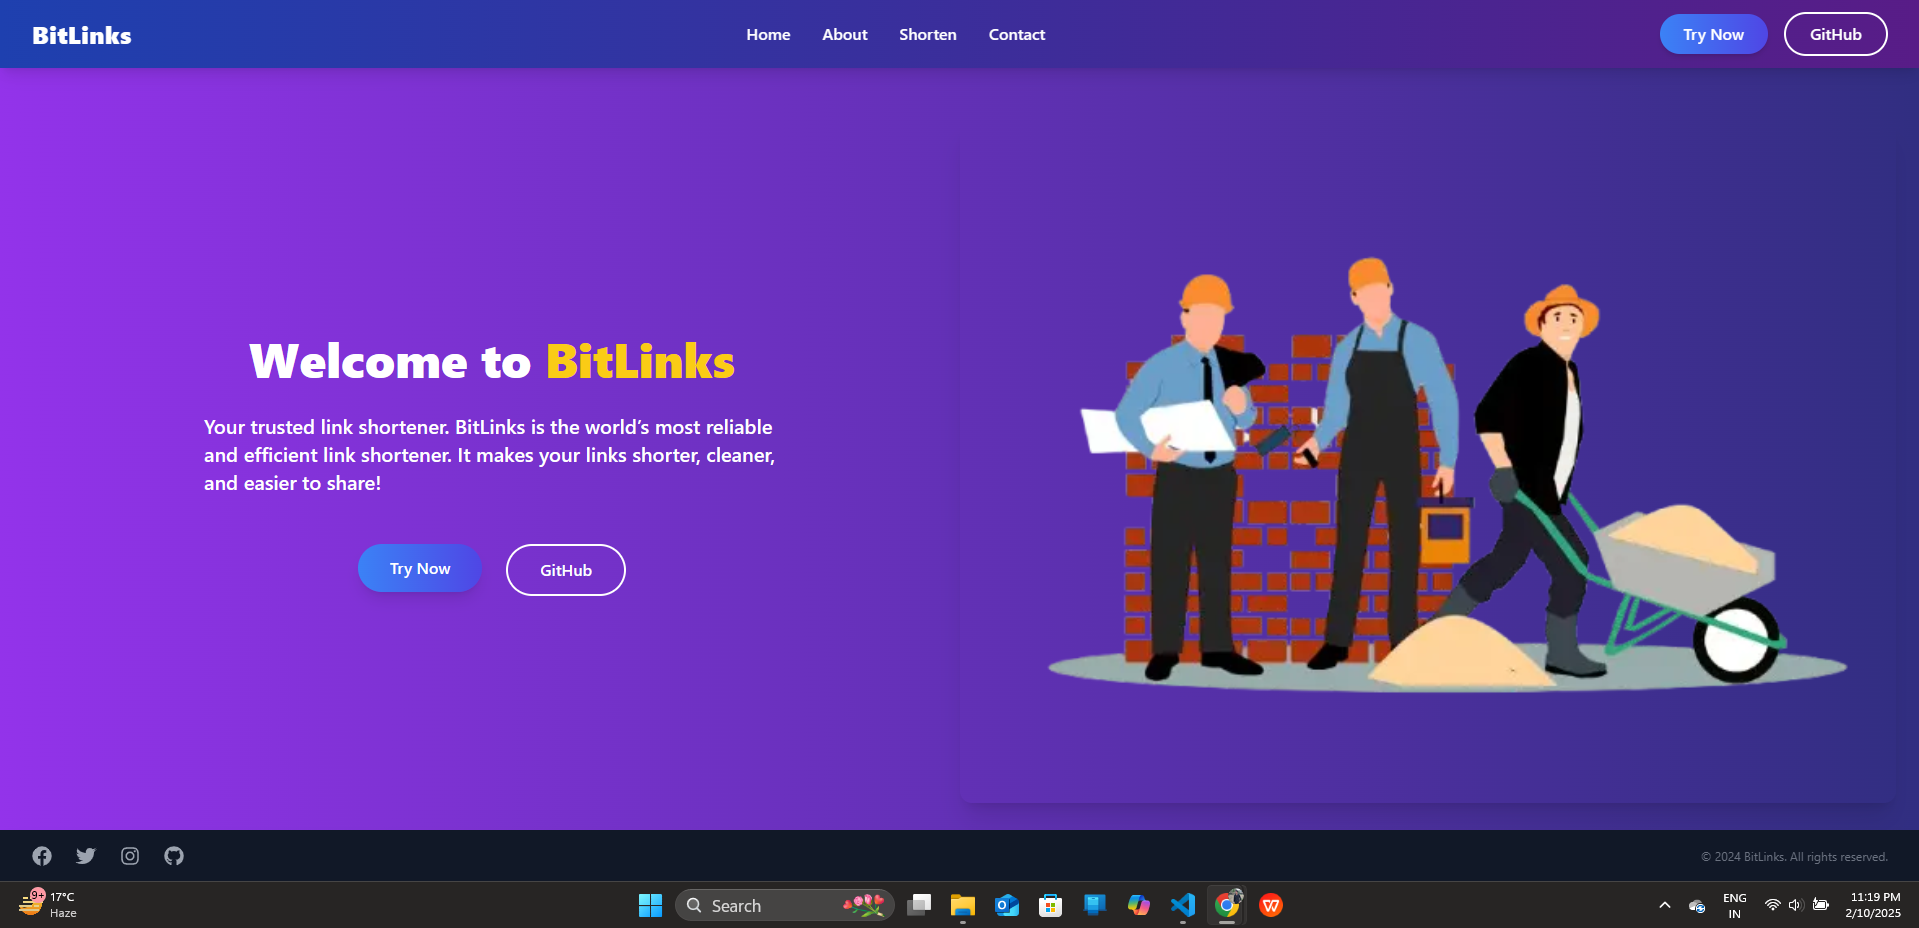 BitLinks
Home About Shorten Contact
Try Now GitHub
Welcome to BitLinks
Your trusted link shortener. BitLinks is the world’s most reliable
and efficient link shortener. It makes your links shorter, cleaner,
and easier to share!
Try Now GitHub
© 2024 BitLinks. All rights reserved.
9+
17°C
Haze
Search
ENG
IN
11:19 PM
2/10/2025